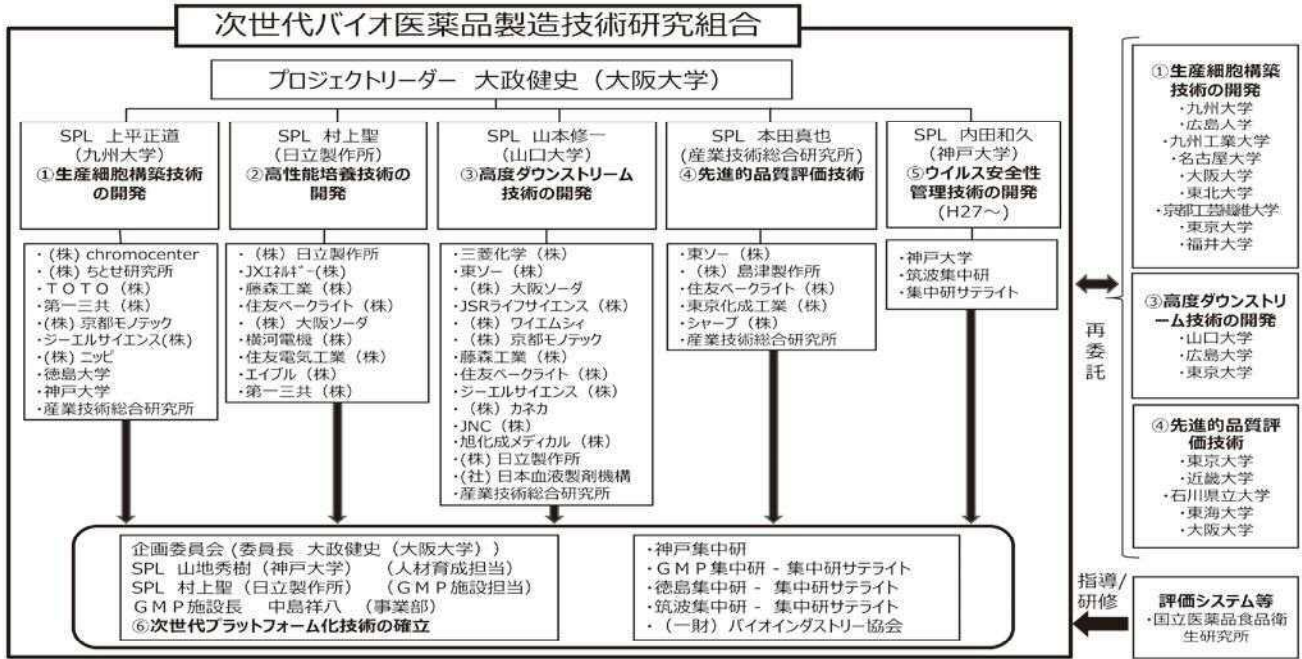 次世代バイオ医薬品製造技術研究組合
プロジェクトリーダー 大政健史（大阪大学）
SPL 上平正道
(九州大学)
①生産細胞構築技術
の開発
・(株) chromocenter
・(株) ちとせ研究所
・ＴＯＴＯ（株）
・第一三共（株）
・(株) 京都モノテック
・ジーエルサイエンス(株)
・(株) ニッピ
・徳島大学
・神戸大学
・産業技術総合研究所
SPL 村上聖
(日立製作所)
②高性能培養技術の
開発
・（株）日立製作所
・JXエネルギー(株)
・藤森工業（株）
・住友ベークライト（株）
・（株）大阪ソーダ
・横河電機（株）
・住友電気工業（株）
・エイブル（株）
・第一三共（株）
SPL 山本修一
(山口大学)
③高度ダウンストリーム
技術の開発
・三菱化学（株）
・東ソー（株）
・（株）大阪ソーダ
・JSRライフサイエンス（株）
・（株）ワイエムシィ
・（株）京都モノテック
・藤森工業（株）
・住友ベークライト（株）
・ジーエルサイエンス（株）
・（株）カネカ
・JNC（株）
・旭化成メディカル（株）
・(株) 日立製作所
・(社) 日本血液製剤機構
・産業技術総合研究所
SPL 本田真也
(産業技術総合研究所)
④先進的品質評価技術
・東ソー（株）
・（株）島津製作所
・住友ベークライト（株）
・東京化成工業（株）
・シャープ（株）
・産業技術総合研究所
SPL 内田和久
(神戸大学)
⑤ウイルス安全性
管理技術の開発
(H27～)
・神戸大学
・筑波集中研
・集中研サテライト
企画委員会 (委員長 大政健史（大阪大学）)
SPL 山地秀樹（神戸大学）（人材育成担当）
SPL 村上聖（日立製作所）（ＧＭＰ施設担当）
ＧＭＰ施設長 中島祥八（事業部）
⑥次世代プラットフォーム化技術の確立
・神戸集中研
・ＧＭＰ集中研 - 集中研サテライト
・徳島集中研 - 集中研サテライト
・筑波集中研 - 集中研サテライト
・（一財）バイオインダストリー協会
再委託
①生産細胞構築
技術の開発
・九州大学
・広島大学
・九州工業大学
・名古屋大学
・大阪大学
・東北大学
・京都工芸繊維大学
・東京大学
・福井大学
③高度ダウンストリ
ーム技術の開発
・山口大学
・広島大学
・東京大学
④先進的品質評
価技術
・東京大学
・近畿大学
・石川県立大学
・東海大学
・大阪大学
指導/
研修
評価システム等
・国立医薬品食品衛
生研究所